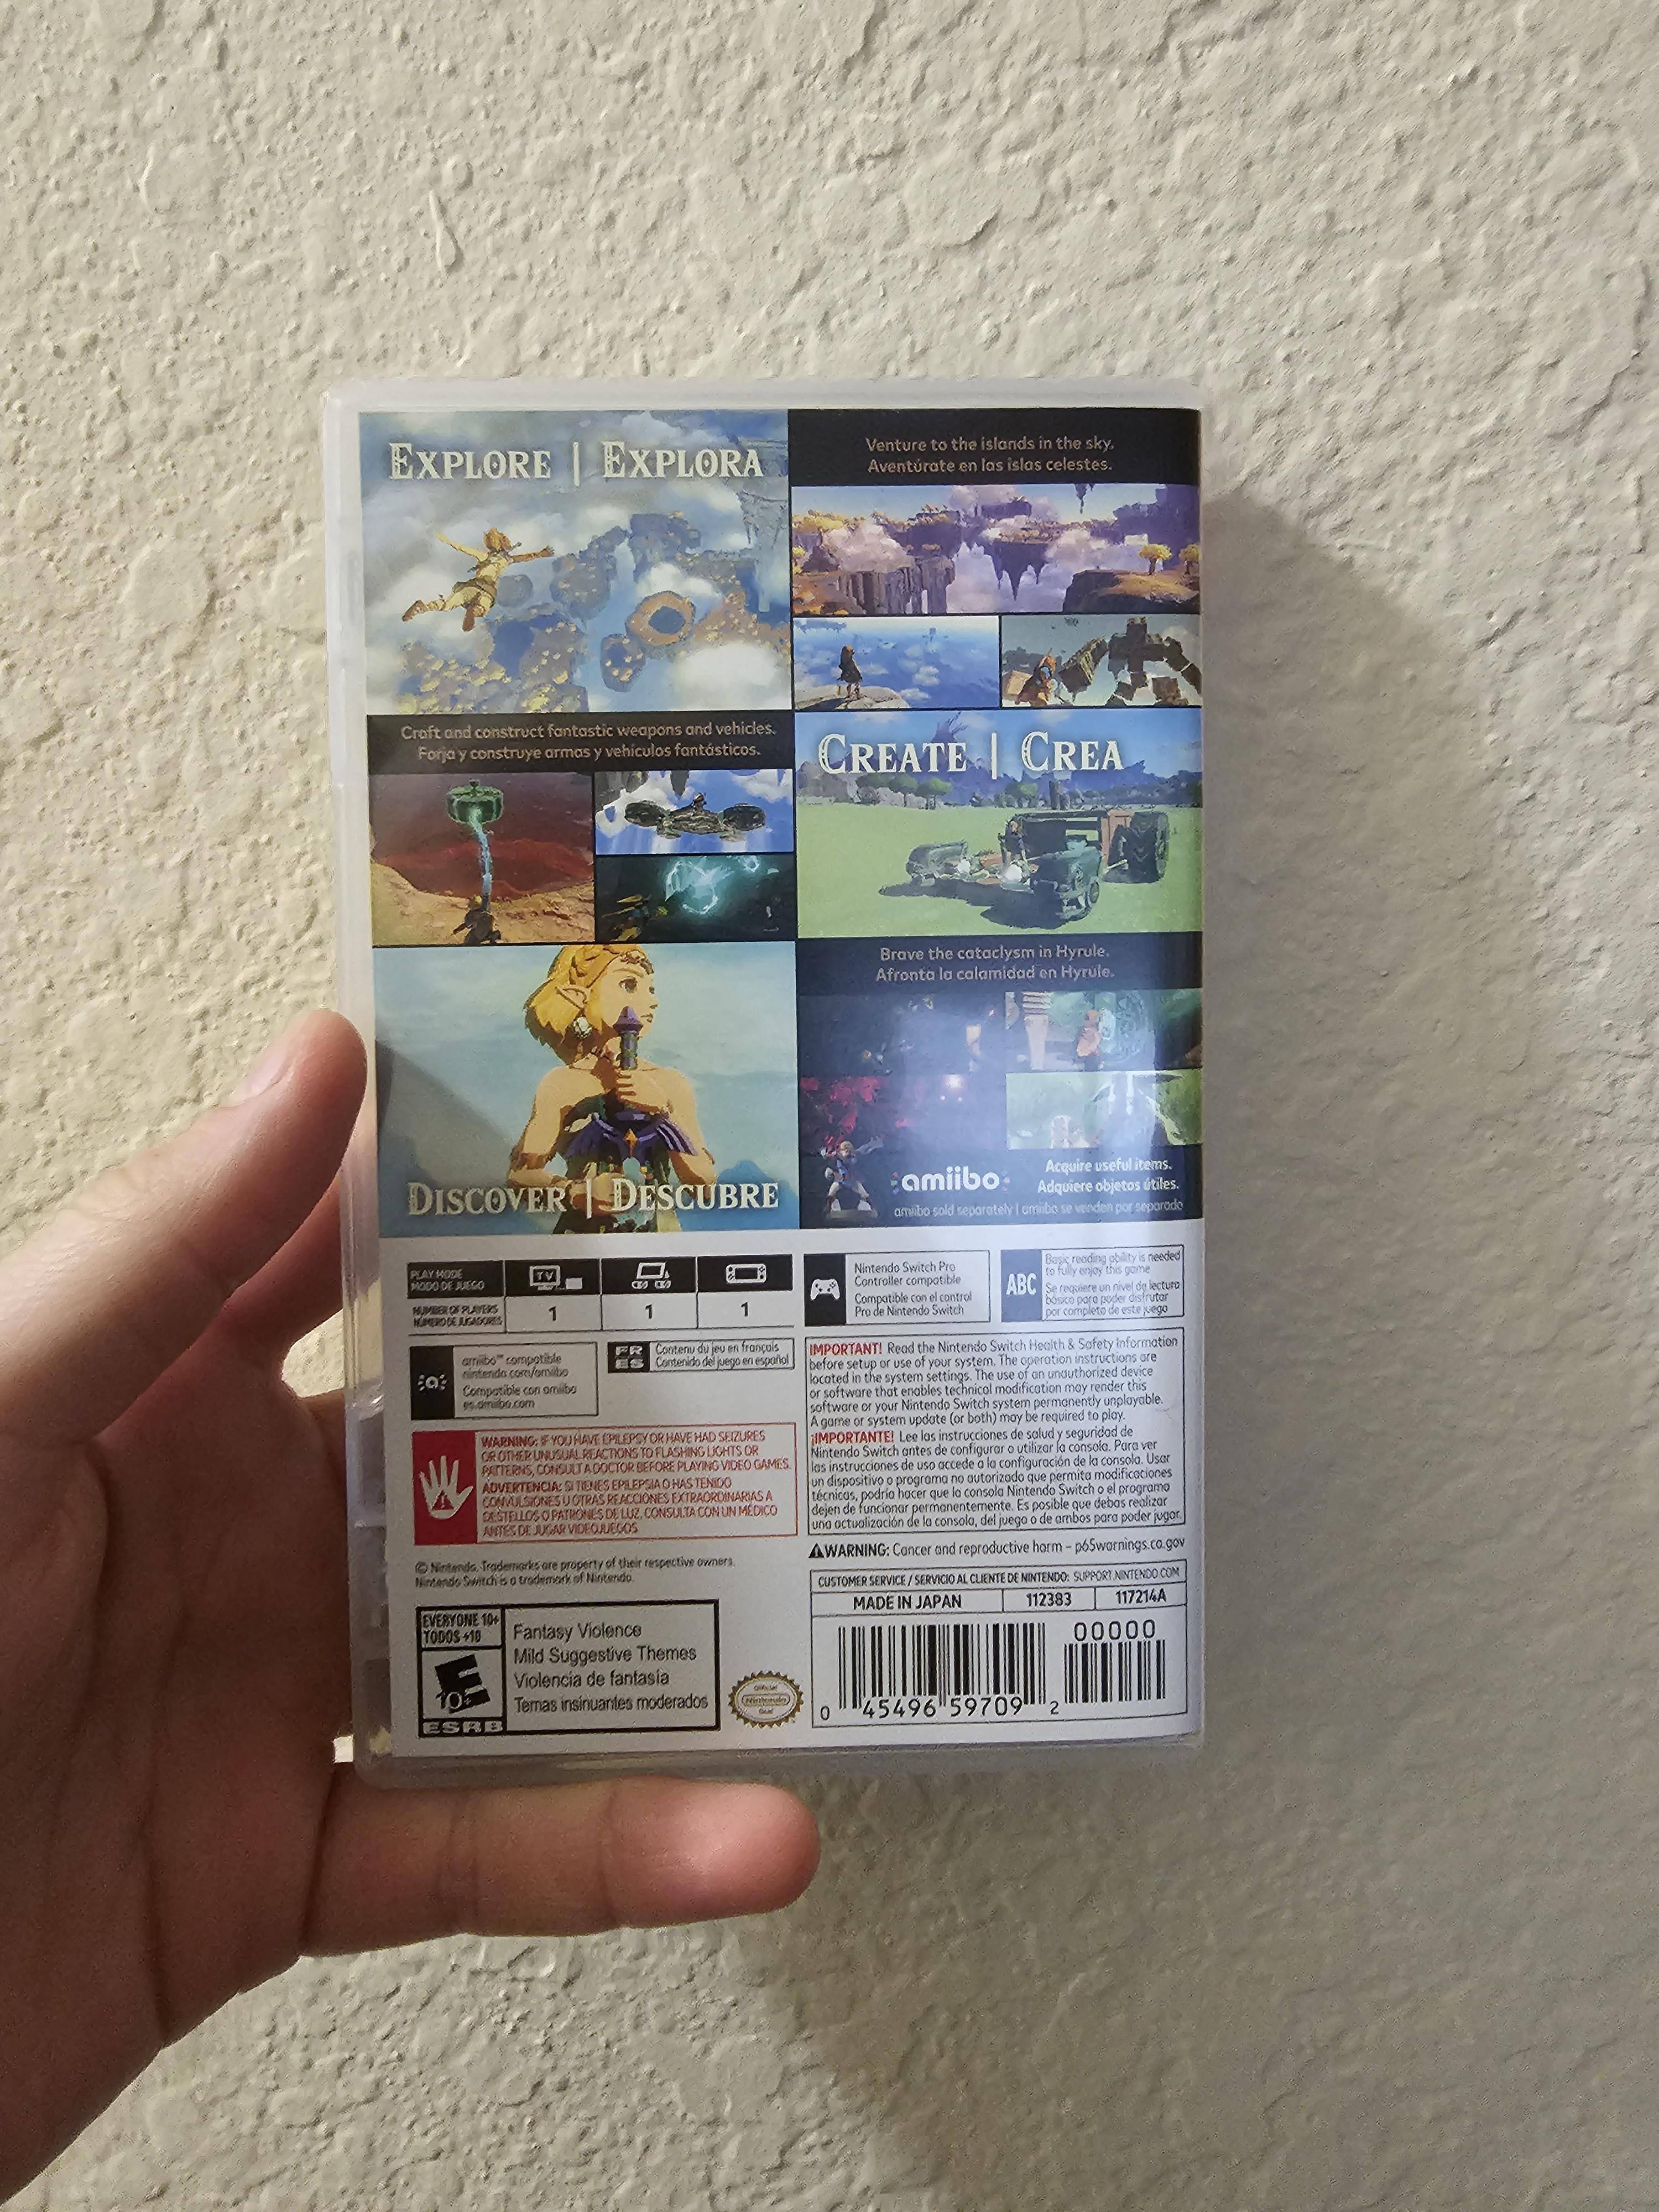 EXPLORE | EXPLORA
Venture to the islands in the sky.
Aventúrate en las islas celestes.
Craft and construct fantastic weapons and vehicles.
Forja y construye armas y vehículos fantásticos.
CREATE | CREA
Brave the cataclysm in Hyrule.
Afronta la calamidad en Hyrule.
DISCOVER | DESCUBRE
amiibo
Acquire useful items.
Adquiere objetos útiles.
amiibo sold separately | amiibo se venden por separado
PLAY MODE
MODO DE JUEGO
TV
NUMBER OF PLAYERS
NÚMERO DE JUGADORES
1
1
1
Nintendo Switch Pro
Controller compatible
Compatible con el control
Pro de Nintendo Switch
ABC
Basic reading ability is needed
to fully enjoy this game
Se requiere un nivel de lectura
básico para poder disfrutar
por completo de este juego
amiibo™ compatible
nintendo.com/amiibo
Compatible con amiibo
es.amiibo.com
FR
ES
Contenu du jeu en français
Contenido del juego en español
IMPORTANT! Read the Nintendo Switch Health & Safety Information
before setup or use of your system. The operation instructions are
located in the system settings. The use of an unauthorized device
or software that enables technical modification may render this
software or your Nintendo Switch system permanently unplayable.
A game or system update (or both) may be required to play.
¡IMPORTANTE! Lee las instrucciones de salud y seguridad de
Nintendo Switch antes de configurar o utilizar la consola. Para ver
las instrucciones de uso accede a la configuración de la consola. Usar
un dispositivo o programa no autorizado que permita modificaciones
técnicas, podría hacer que la consola Nintendo Switch o el programa
dejen de funcionar permanentemente. Es posible que debas realizar
una actualización de la consola, del juego o de ambos para poder jugar.
WARNING: IF YOU HAVE EPILEPSY OR HAVE HAD SEIZURES
OR OTHER UNUSUAL REACTIONS TO FLASHING LIGHTS OR
PATTERNS, CONSULT A DOCTOR BEFORE PLAYING VIDEO GAMES.
ADVERTENCIA: SI TIENES EPILEPSIA O HAS TENIDO
CONVULSIONES U OTRAS REACCIONES EXTRAORDINARIAS A
DESTELLOS O PATRONES DE LUZ, CONSULTA CON UN MÉDICO
ANTES DE JUGAR VIDEOJUEGOS
WARNING: Cancer and reproductive harm – p65warnings.ca.gov
© Nintendo. Trademarks are property of their respective owners.
Nintendo Switch is a trademark of Nintendo.
CUSTOMER SERVICE / SERVICIO AL CLIENTE DE NINTENDO: SUPPORT.NINTENDO.COM
MADE IN JAPAN 112383 117214A
EVERYONE 10+
TODOS +10
E
10+
ESRB
Fantasy Violence
Mild Suggestive Themes
Violencia de fantasía
Temas insinuantes moderados
Official
Nintendo
Seal
00000
0 45496 59709 2